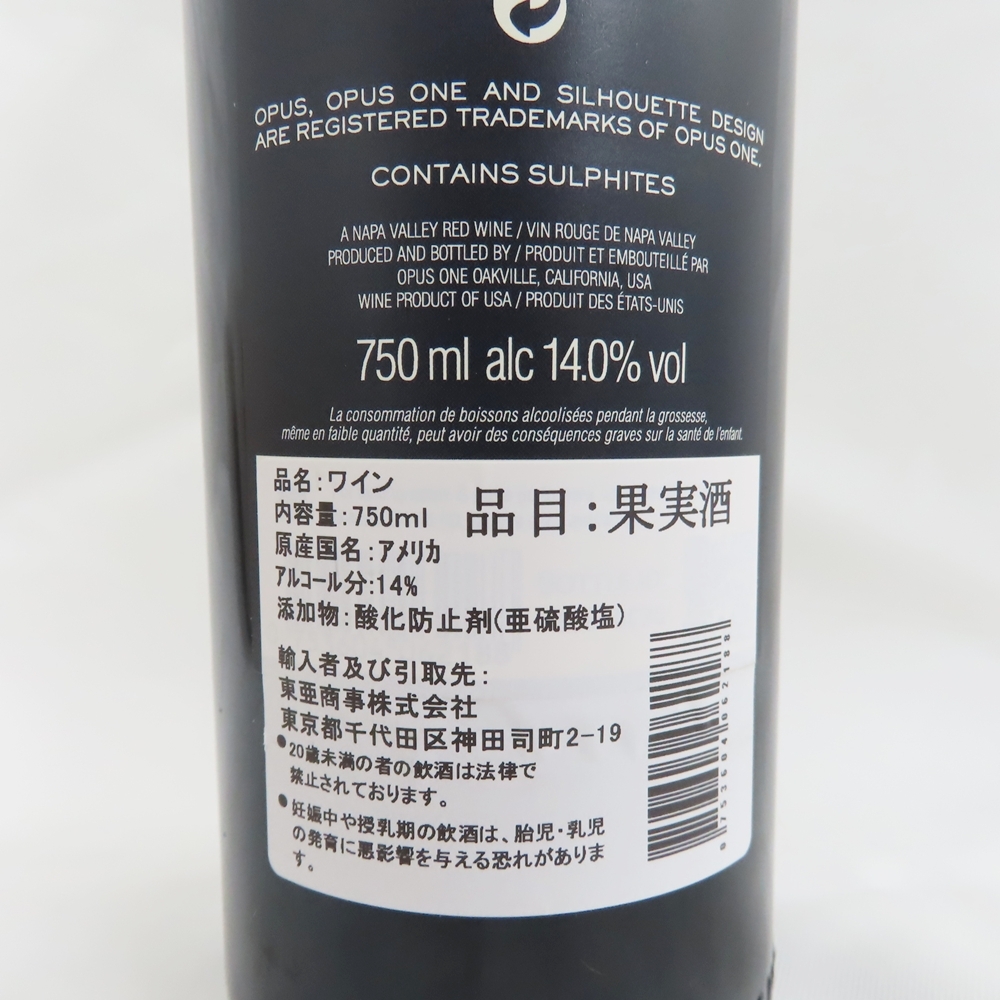 OPUS, OPUS ONE AND SILHOUETTE DESIGN
ARE REGISTERED TRADEMARKS OF OPUS ONE.
CONTAINS SULPHITES
A NAPA VALLEY RED WINE / VIN ROUGE DE NAPA VALLEY
PRODUCED AND BOTTLED BY / PRODUIT ET EMBOUTEILLÉ PAR
OPUS ONE OAKVILLE, CALIFORNIA, USA
WINE PRODUCT OF USA / PRODUIT DES ÉTATS-UNIS
750 ml alc 14.0% vol
La consommation de boissons alcoolisées pendant la grossesse,
même en faible quantité, peut avoir des conséquences graves sur la santé de l'enfant.
品名:ワイン
内容量:750ml
品目:果実酒
原産国名:アメリカ
アルコール分:14%
添加物:酸化防止剤(亜硫酸塩)
輸入者及び引取先:
東亜商事株式会社
東京都千代田区神田司町2-19
●20歳未満の者の飲酒は法律で
禁止されております。
●妊娠中や授乳期の飲酒は、胎児・乳児
の発育に悪影響を与える恐れがありま
す。
0 753604 062188